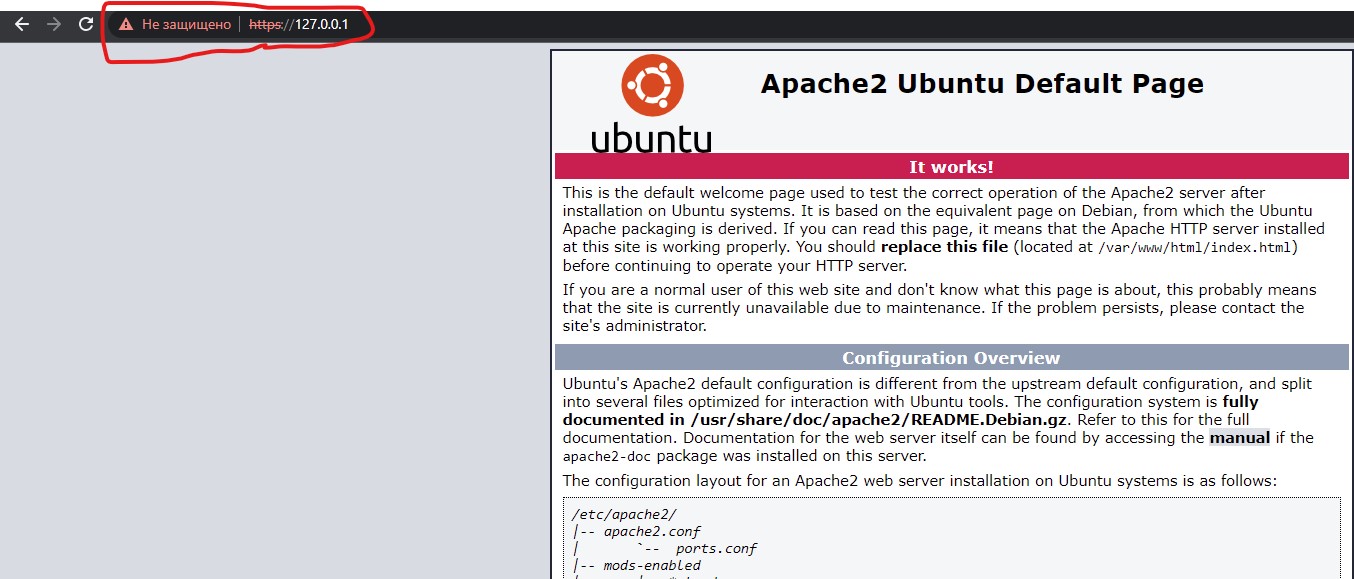 Не защищено https://127.0.0.1
ubuntu
Apache2 Ubuntu Default Page
It works!
This is the default welcome page used to test the correct operation of the Apache2 server after
installation on Ubuntu systems. It is based on the equivalent page on Debian, from which the Ubuntu
Apache packaging is derived. If you can read this page, it means that the Apache HTTP server installed
at this site is working properly. You should replace this file (located at /var/www/html/index.html)
before continuing to operate your HTTP server.
If you are a normal user of this web site and don't know what this page is about, this probably means
that the site is currently unavailable due to maintenance. If the problem persists, please contact the
site's administrator.
Configuration Overview
Ubuntu's Apache2 default configuration is different from the upstream default configuration, and split
into several files optimized for interaction with Ubuntu tools. The configuration system is fully
documented in /usr/share/doc/apache2/README.Debian.gz. Refer to this for the full
documentation. Documentation for the web server itself can be found by accessing the manual if the
apache2-doc package was installed on this server.
The configuration layout for an Apache2 web server installation on Ubuntu systems is as follows:
/etc/apache2/
|-- apache2.conf
|       `--  ports.conf
|-- mods-enabled